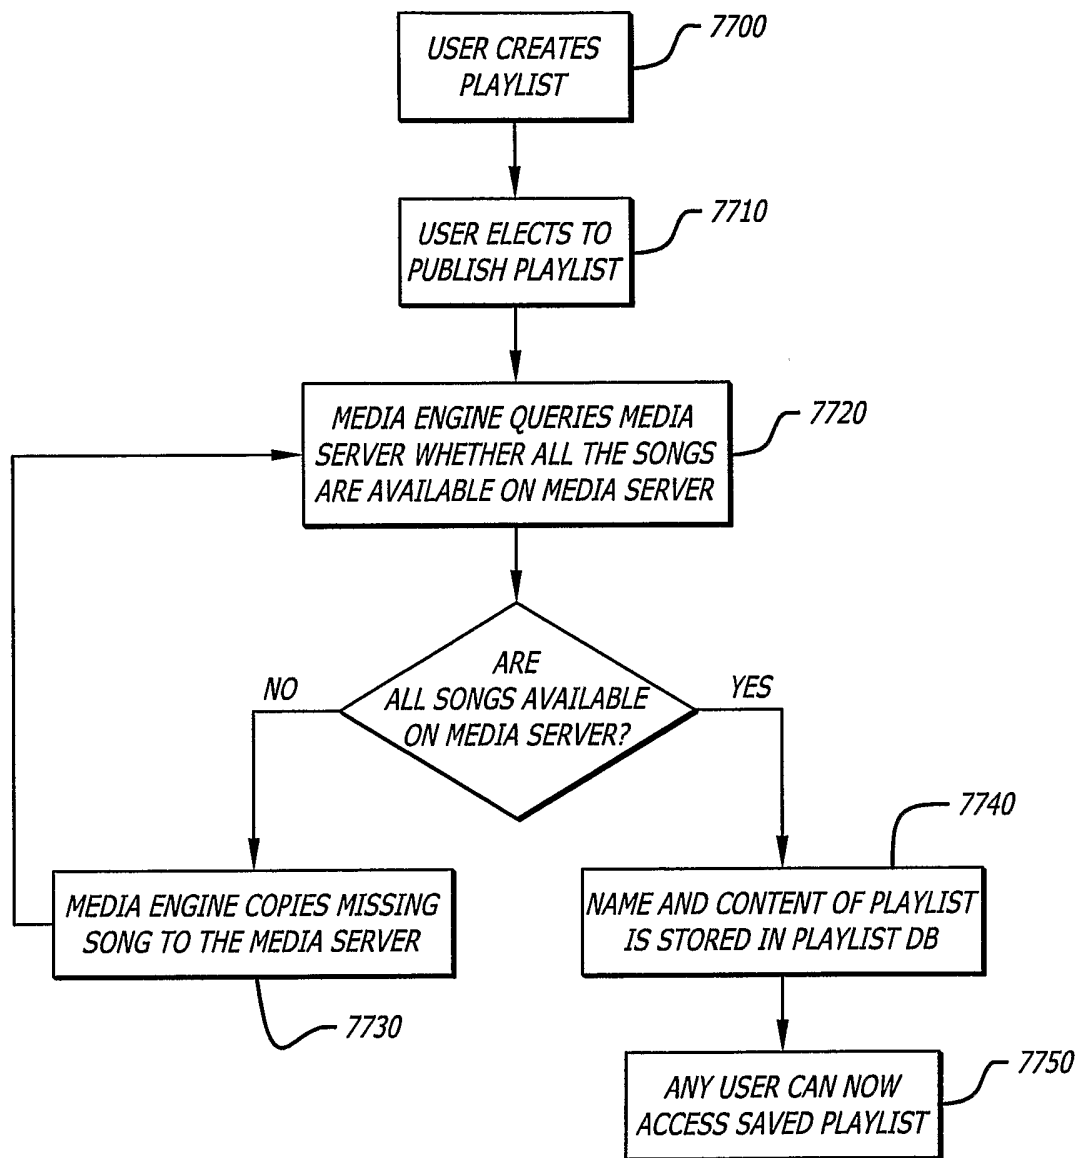 USER CREATES
PLAYLIST
7700
USER ELECTS TO
PUBLISH PLAYLIST
7710
MEDIA ENGINE QUERIES MEDIA
SERVER WHETHER ALL THE SONGS
ARE AVAILABLE ON MEDIA SERVER
7720
ARE
ALL SONGS AVAILABLE
ON MEDIA SERVER?
NO
YES
MEDIA ENGINE COPIES MISSING
SONG TO THE MEDIA SERVER
7730
7740
NAME AND CONTENT OF PLAYLIST
IS STORED IN PLAYLIST DB
7750
ANY USER CAN NOW
ACCESS SAVED PLAYLIST